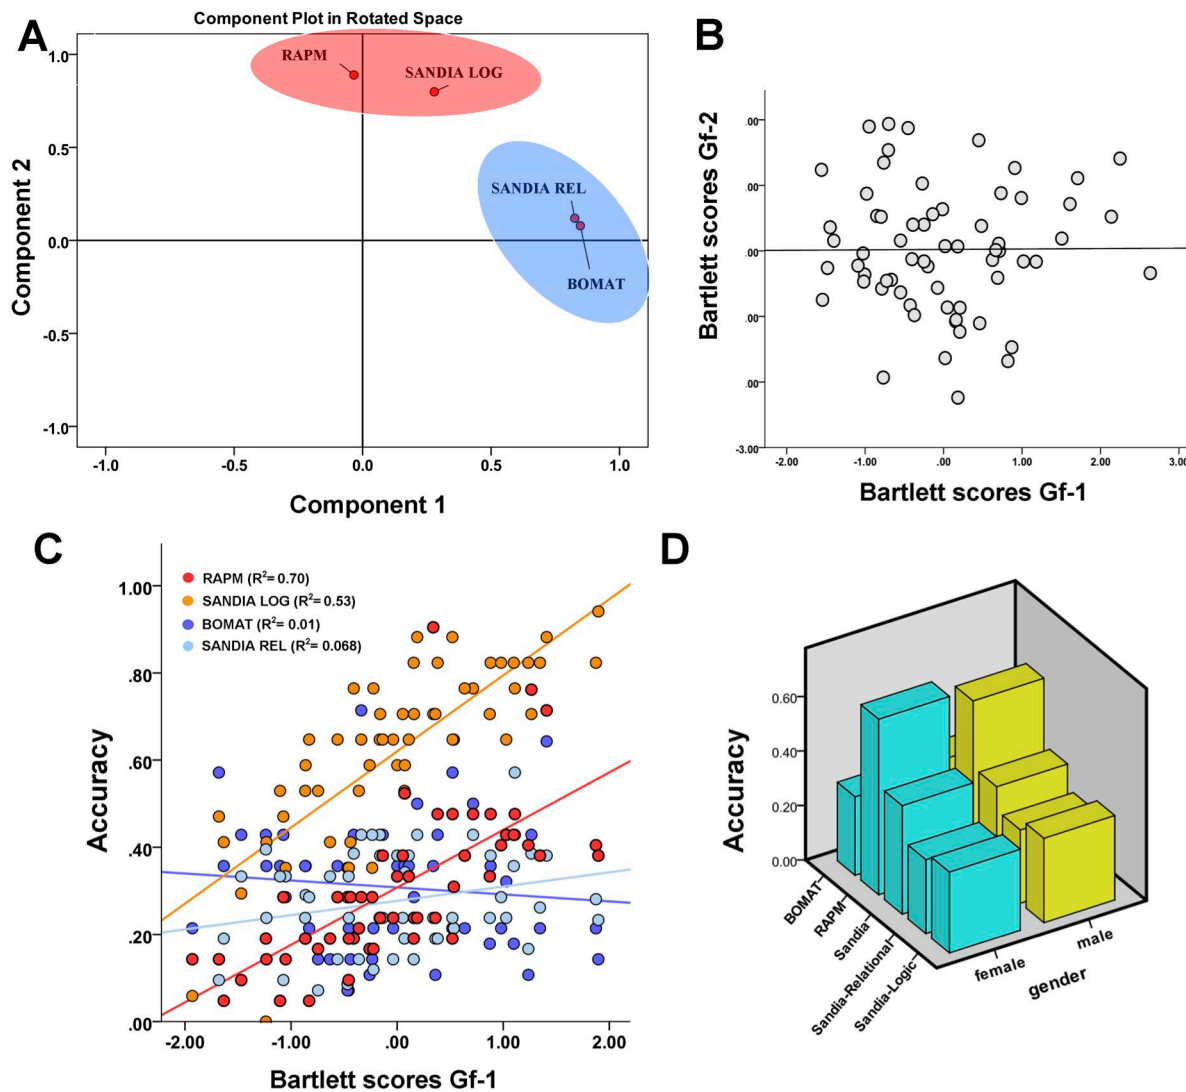 A
Component Plot in Rotated Space
RAPM
SANDIA LOG
SANDIA REL
BOMAT
Component 2
1.0
0.5
0.0
-0.5
-1.0
-1.0
-0.5
0.0
0.5
1.0
Component 1
B
Bartlett scores Gf-2
.00
.00
.00
.00
.00
-3.00
-2.00
-1.00
.00
1.00
2.00
3.00
Bartlett scores Gf-1
C
RAPM (R²= 0.70)
SANDIA LOG (R²= 0.53)
BOMAT (R²= 0.01)
SANDIA REL (R²= 0.068)
Accuracy
1.00
.80
.60
.40
.20
.00
-2.00
-1.00
.00
1.00
2.00
Bartlett scores Gf-1
D
Accuracy
0.60
0.40
0.20
0.00
BOMAT
RAPM
Sandia
Sandia-Relational
Sandia-Logic
female
male
gender